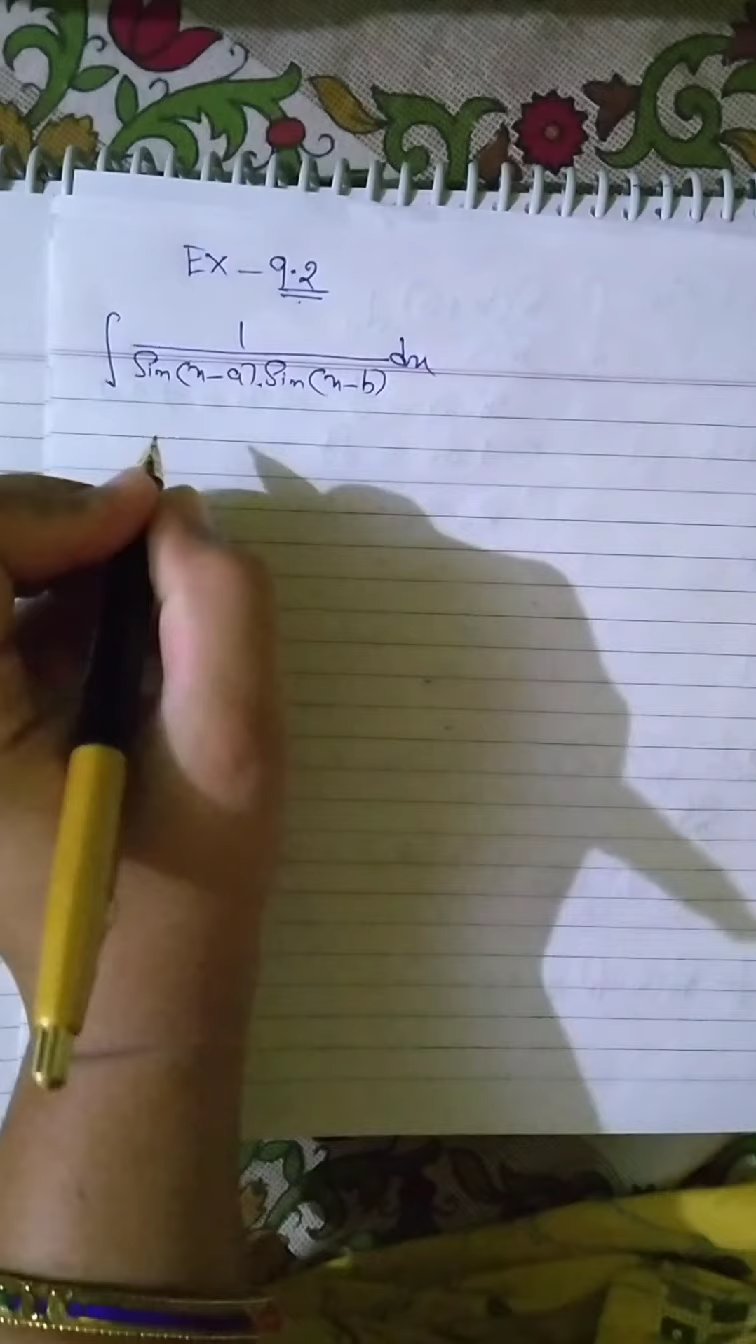 Ex - 9.2
∫ 1 / Sin(x-a).Sin(x-b) dx